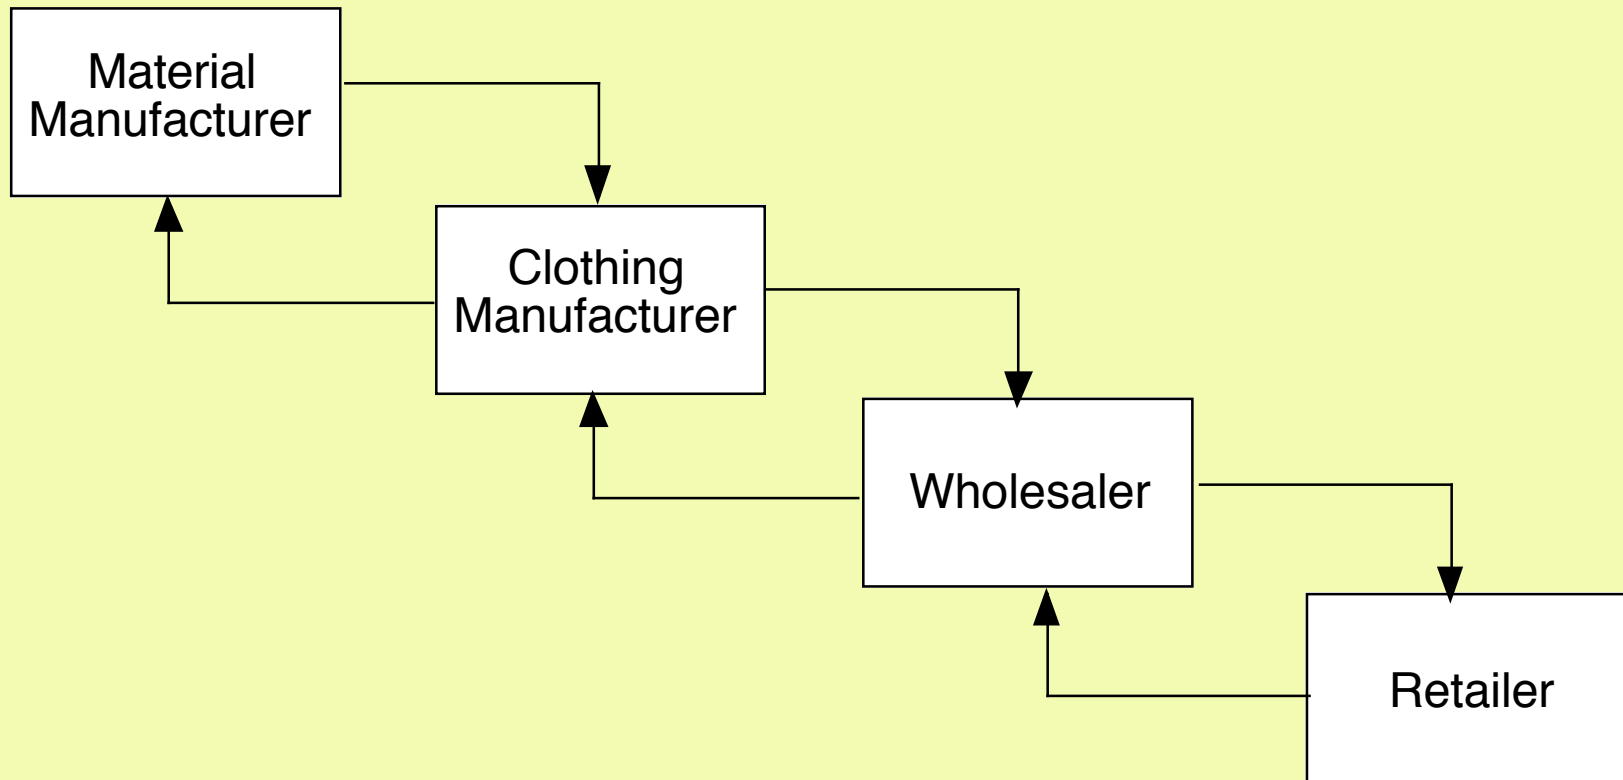 Material
Manufacturer
Clothing
Manufacturer
Wholesaler
Retailer